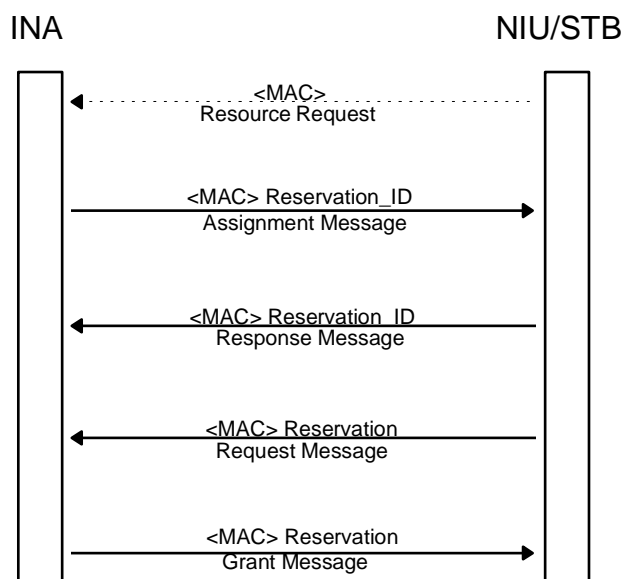 INA
NIU/STB
<MAC>
Resource Request
<MAC> Reservation_ID
Assignment Message
<MAC> Reservation_ID
Response Message
<MAC> Reservation
Request Message
<MAC> Reservation
Grant Message